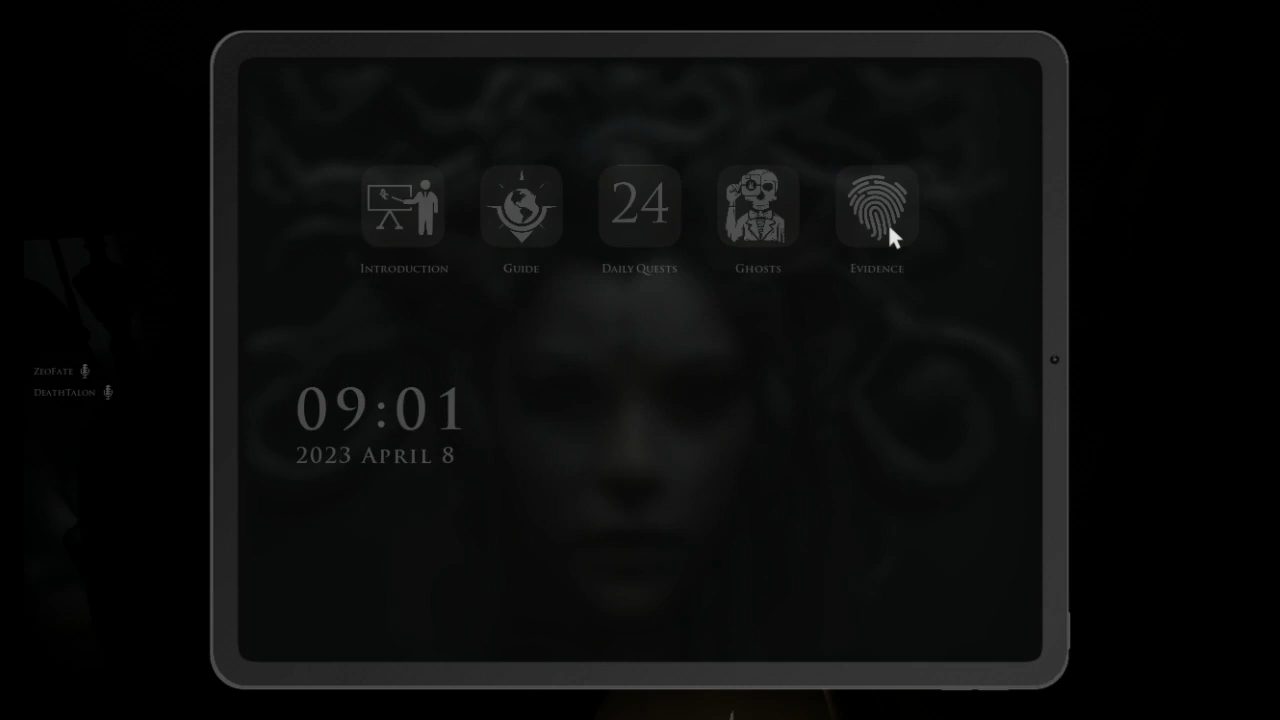 24
Introduction
Guide
Daily Quests
Ghosts
Evidence
ZeoFate
DeathTalon
09:01
2023 April 8